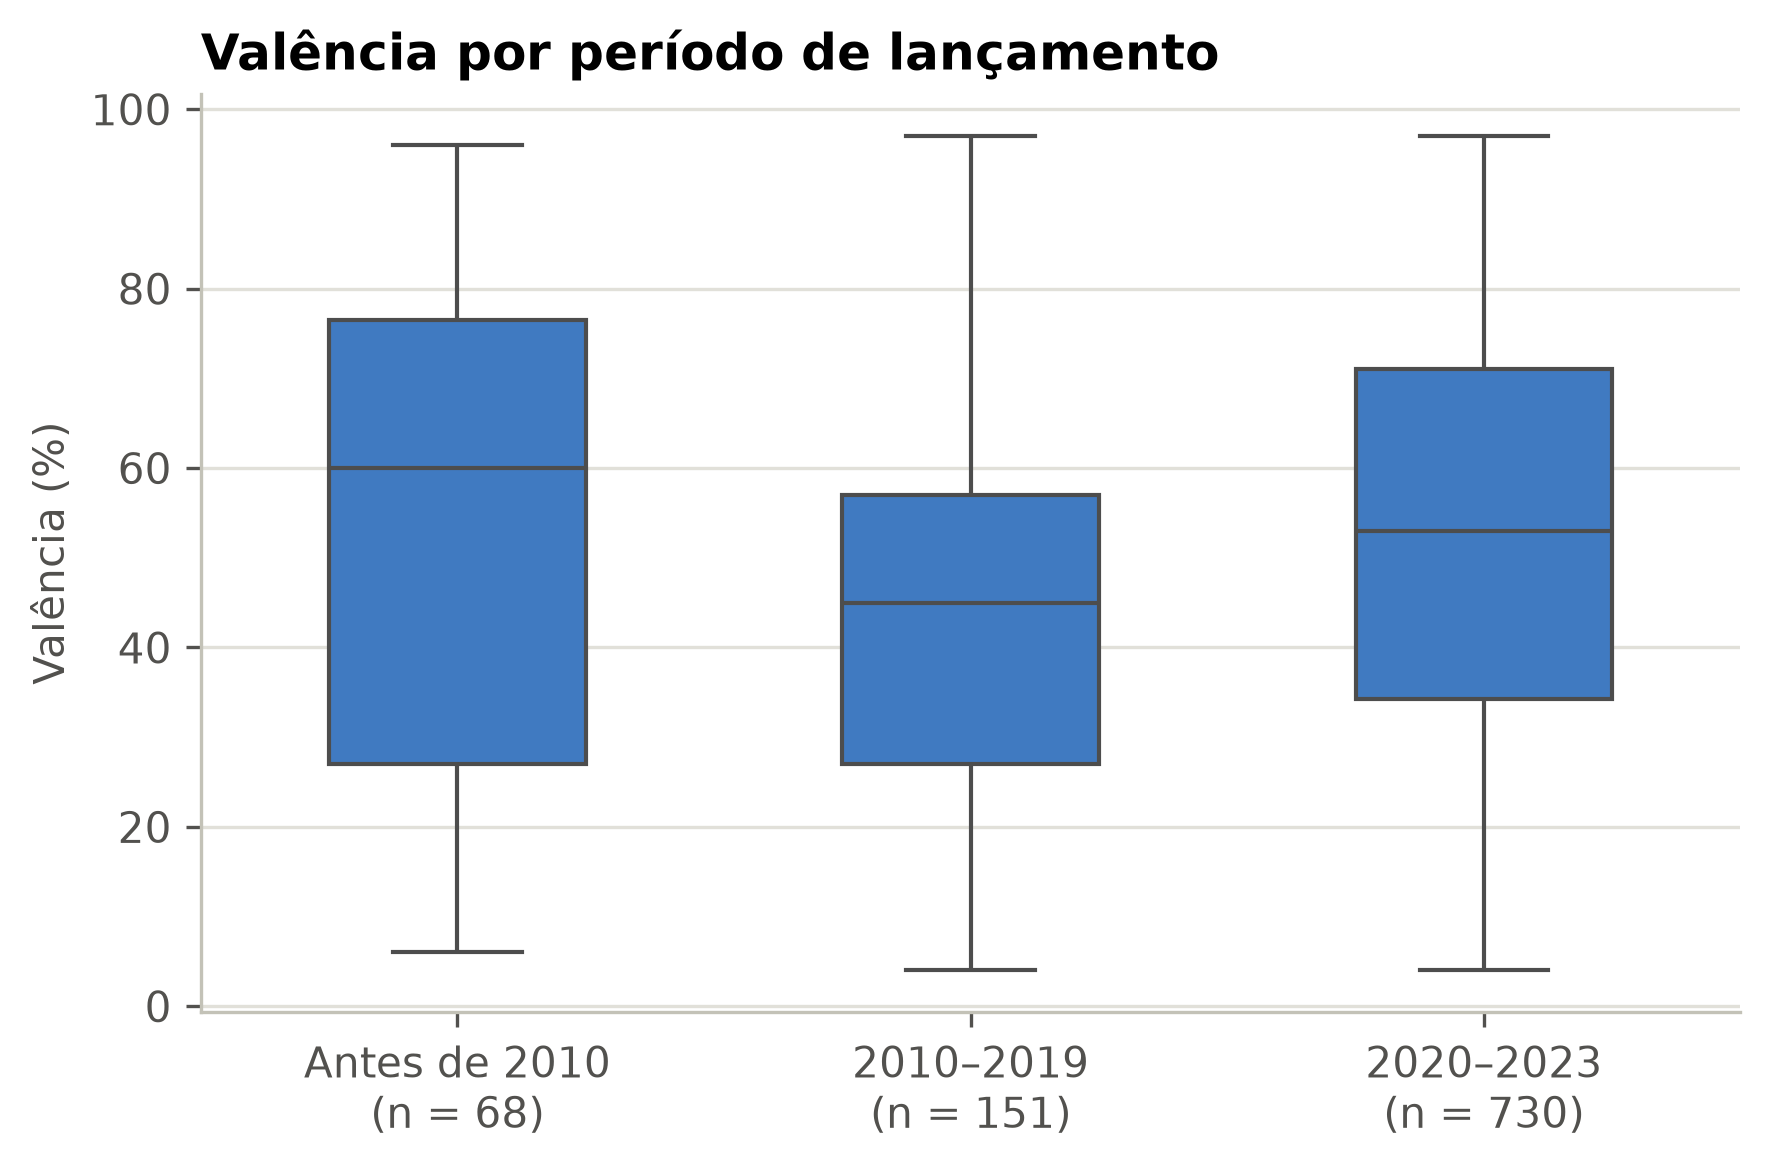 Valência por período de lançamento
Valência (%)
100
80
60
40
20
0
Antes de 2010
(n = 68)
2010–2019
(n = 151)
2020–2023
(n = 730)